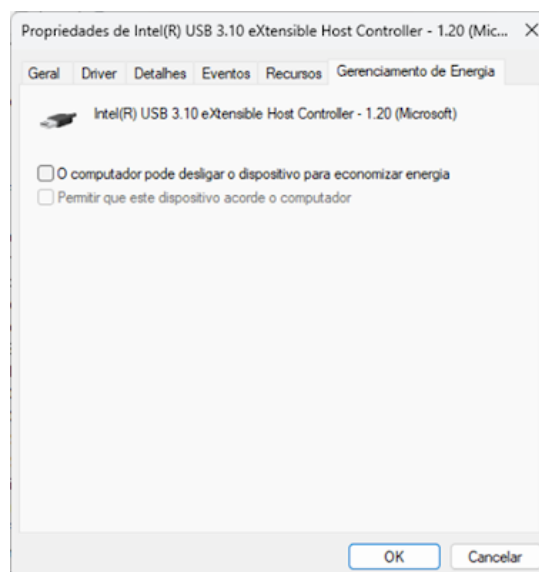 Propriedades de Intel(R) USB 3.10 eXtensible Host Controller - 1.20 (Mic...
Geral Driver Detalhes Eventos Recursos Gerenciamento de Energia
Intel(R) USB 3.10 eXtensible Host Controller - 1.20 (Microsoft)
O computador pode desligar o dispositivo para economizar energia
Permitir que este dispositivo acorde o computador
OK Cancelar